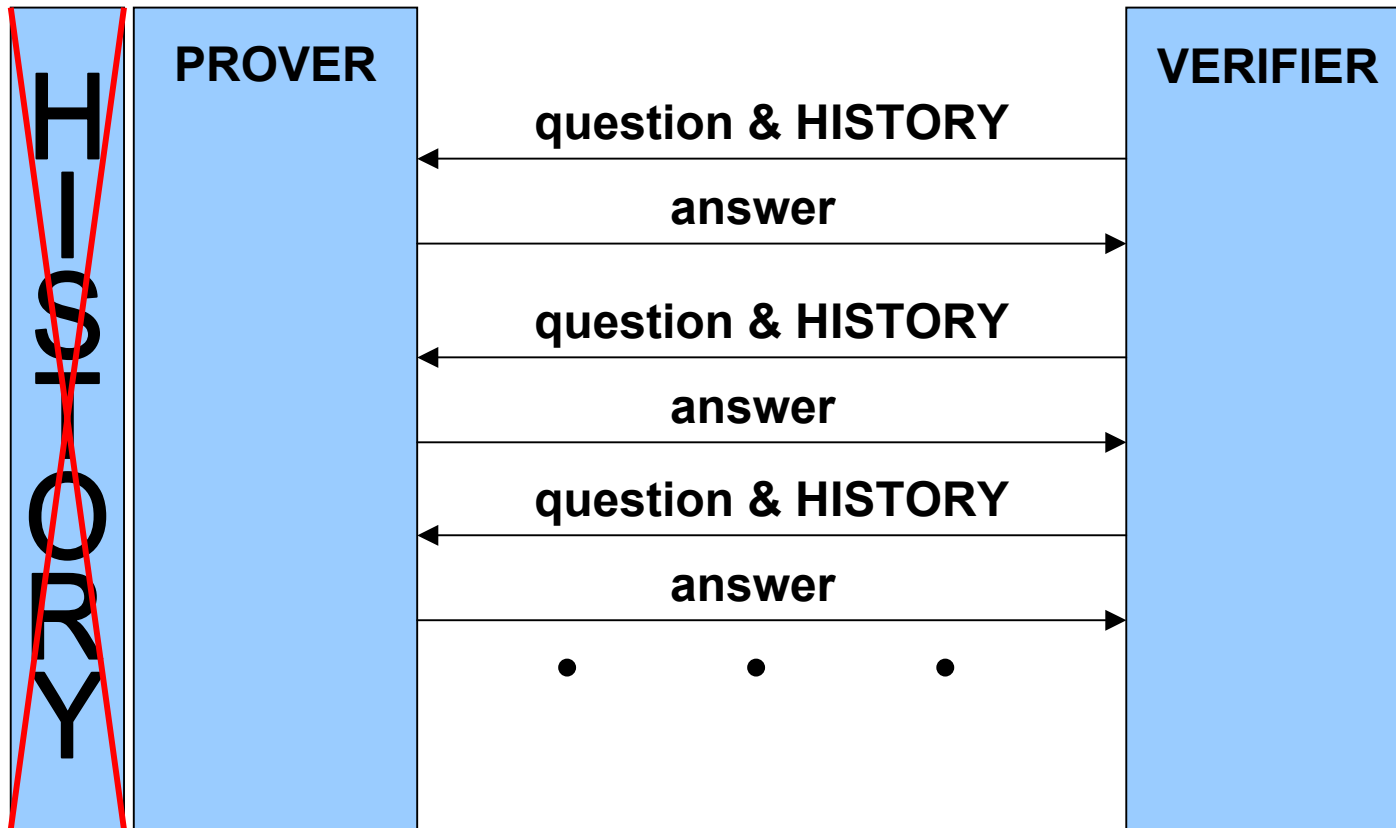 HISTORY
PROVER
VERIFIER
question & HISTORY
answer
question & HISTORY
answer
question & HISTORY
answer
• • •